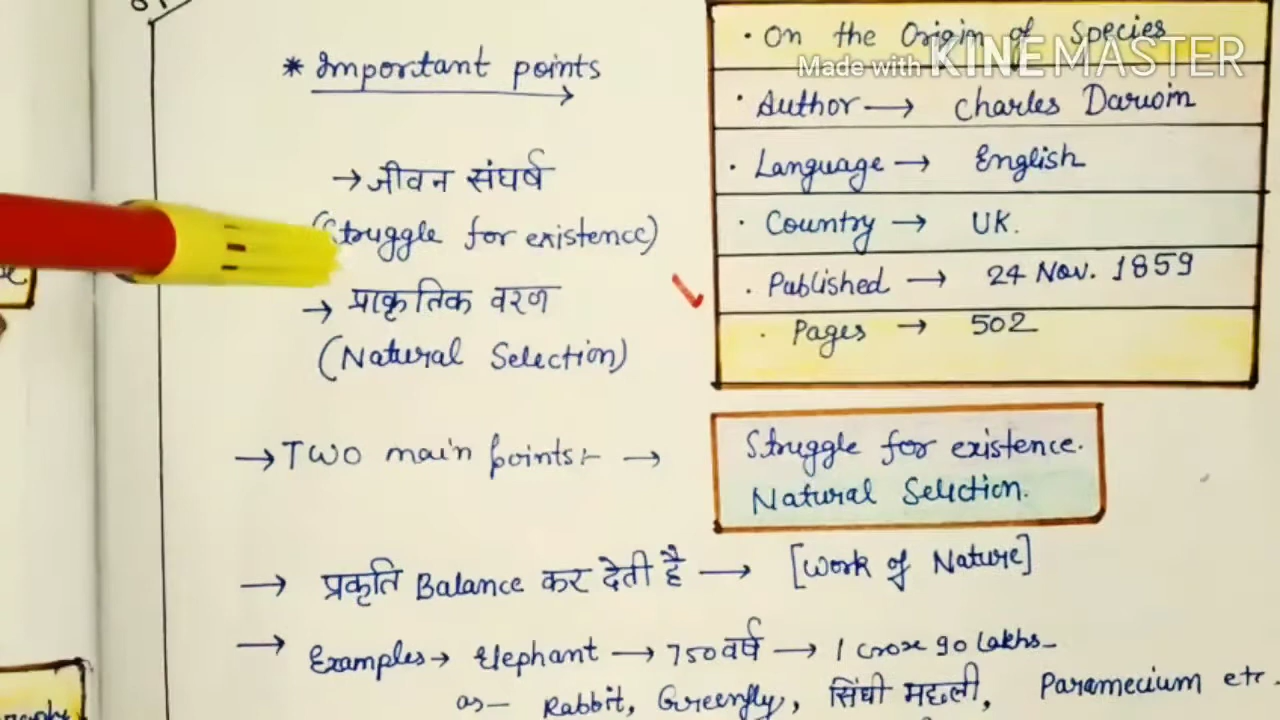 * Important points
→ जीवन संघर्ष
(Struggle for existence)
→ प्राकृतिक वरण
(Natural Selection)
• On the Origin of Species
Made with KINEMASTER
• Author → Charles Darwin
• Language → English
• Country → UK.
• Published → 24 Nov. 1859
• Pages → 502
→ Two main points:- →
Struggle for existence.
Natural Selection.
→ प्रकृति Balance कर देती है → [Work of Nature]
→ Examples → Elephant → 750 वर्ष → 1 crose 90 Lakhs-
as- Rabbit, Greenfly, सिंघी मछली, Paramecium etc.